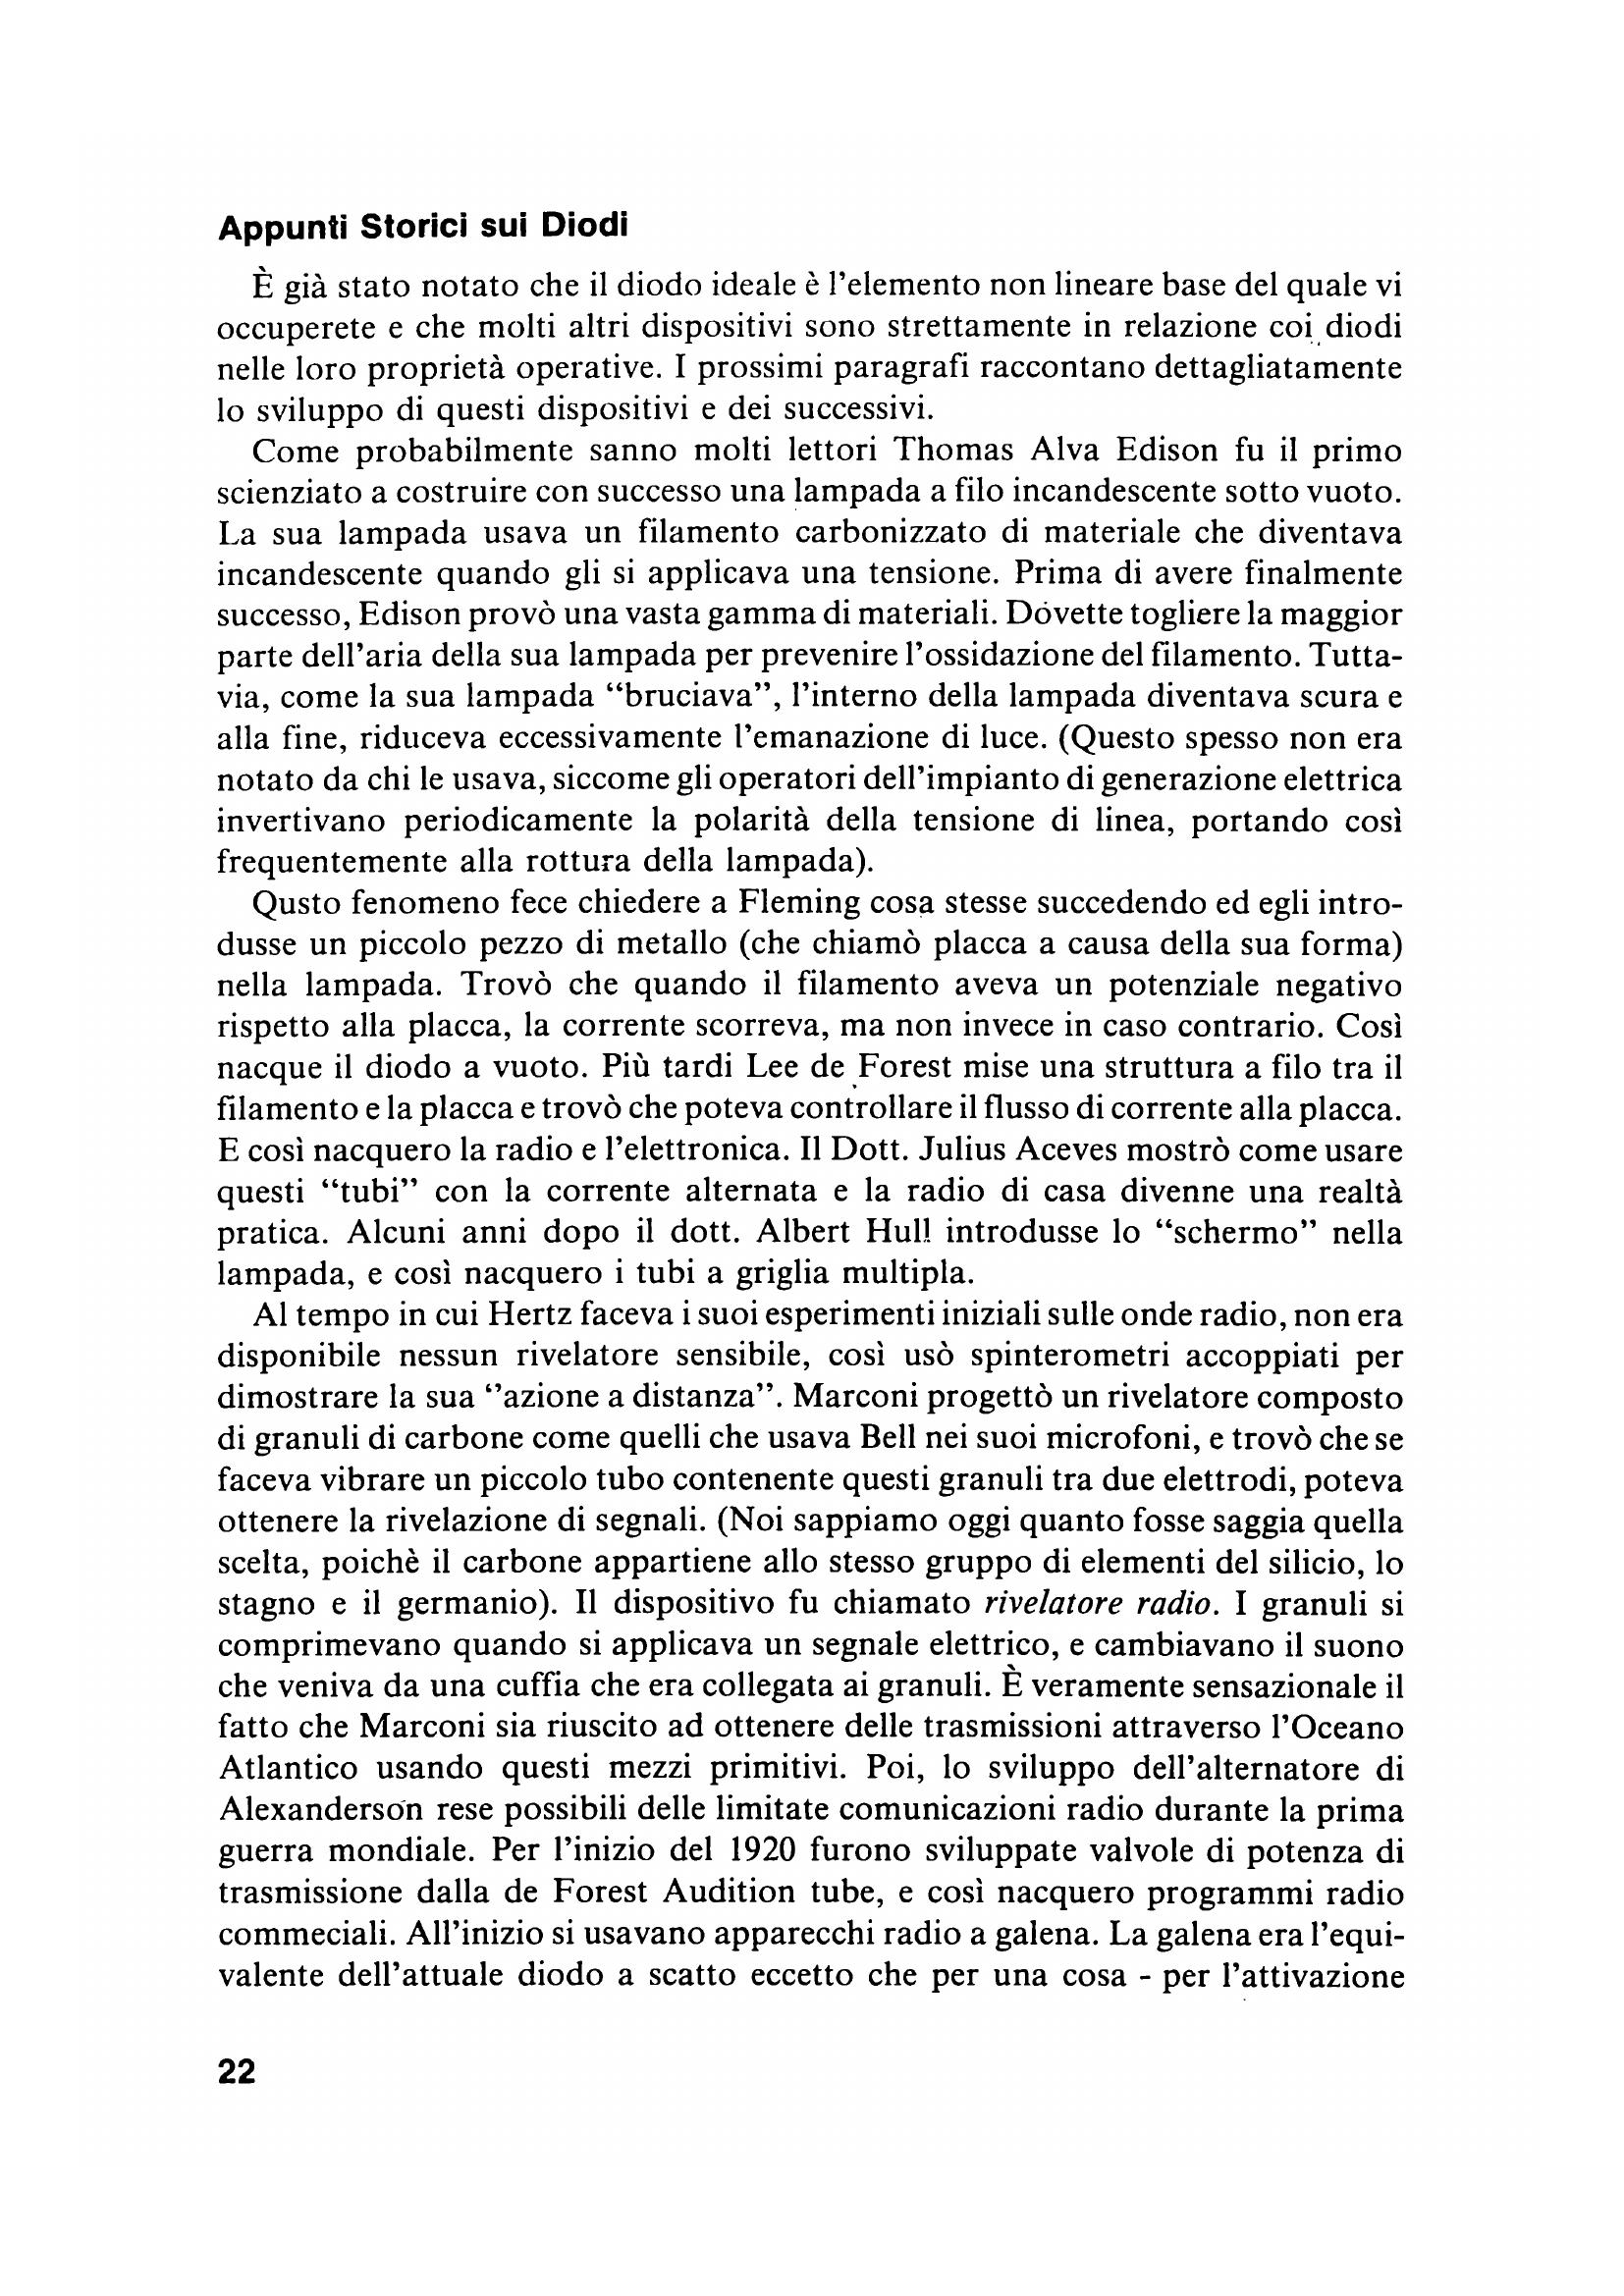 Appunti Storici sui Diodi
È già stato notato che il diodo ideale è l'elemento non lineare base del quale vi
occuperete e che molti altri dispositivi sono strettamente in relazione coi diodi
nelle loro proprietà operative. I prossimi paragrafi raccontano dettagliatamente
lo sviluppo di questi dispositivi e dei successivi.
Come probabilmente sanno molti lettori Thomas Alva Edison fu il primo
scienziato a costruire con successo una lampada a filo incandescente sotto vuoto.
La sua lampada usava un filamento carbonizzato di materiale che diventava
incandescente quando gli si applicava una tensione. Prima di avere finalmente
successo, Edison provò una vasta gamma di materiali. Dovette togliere la maggior
parte dell'aria della sua lampada per prevenire l'ossidazione del filamento. Tutta-
via, come la sua lampada “bruciava”, l'interno della lampada diventava scura e
alla fine, riduceva eccessivamente l'emanazione di luce. (Questo spesso non era
notato da chi le usava, siccome gli operatori dell'impianto di generazione elettrica
invertivano periodicamente la polarità della tensione di linea, portando così
frequentemente alla rottura della lampada).
Qusto fenomeno fece chiedere a Fleming cosa stesse succedendo ed egli intro-
dusse un piccolo pezzo di metallo (che chiamò placca a causa della sua forma)
nella lampada. Trovò che quando il filamento aveva un potenziale negativo
rispetto alla placca, la corrente scorreva, ma non invece in caso contrario. Così
nacque il diodo a vuoto. Più tardi Lee de Forest mise una struttura a filo tra il
filamento e la placca e trovò che poteva controllare il flusso di corrente alla placca.
E così nacquero la radio e l'elettronica. Il Dott. Julius Aceves mostrò come usare
questi “tubi” con la corrente alternata e la radio di casa divenne una realtà
pratica. Alcuni anni dopo il dott. Albert Hull introdusse lo “schermo” nella
lampada, e così nacquero i tubi a griglia multipla.
Al tempo in cui Hertz faceva i suoi esperimenti iniziali sulle onde radio, non era
disponibile nessun rivelatore sensibile, così usò spinterometri accoppiati per
dimostrare la sua ‘’azione a distanza”. Marconi progettò un rivelatore composto
di granuli di carbone come quelli che usava Bell nei suoi microfoni, e trovò che se
faceva vibrare un piccolo tubo contenente questi granuli tra due elettrodi, poteva
ottenere la rivelazione di segnali. (Noi sappiamo oggi quanto fosse saggia quella
scelta, poichè il carbone appartiene allo stesso gruppo di elementi del silicio, lo
stagno e il germanio). Il dispositivo fu chiamato rivelatore radio. I granuli si
comprimevano quando si applicava un segnale elettrico, e cambiavano il suono
che veniva da una cuffia che era collegata ai granuli. È veramente sensazionale il
fatto che Marconi sia riuscito ad ottenere delle trasmissioni attraverso l'Oceano
Atlantico usando questi mezzi primitivi. Poi, lo sviluppo dell'alternatore di
Alexanderson rese possibili delle limitate comunicazioni radio durante la prima
guerra mondiale. Per l'inizio del 1920 furono sviluppate valvole di potenza di
trasmissione dalla de Forest Audition tube, e così nacquero programmi radio
commeciali. All'inizio si usavano apparecchi radio a galena. La galena era l'equi-
valente dell'attuale diodo a scatto eccetto che per una cosa - per l'attivazione
22